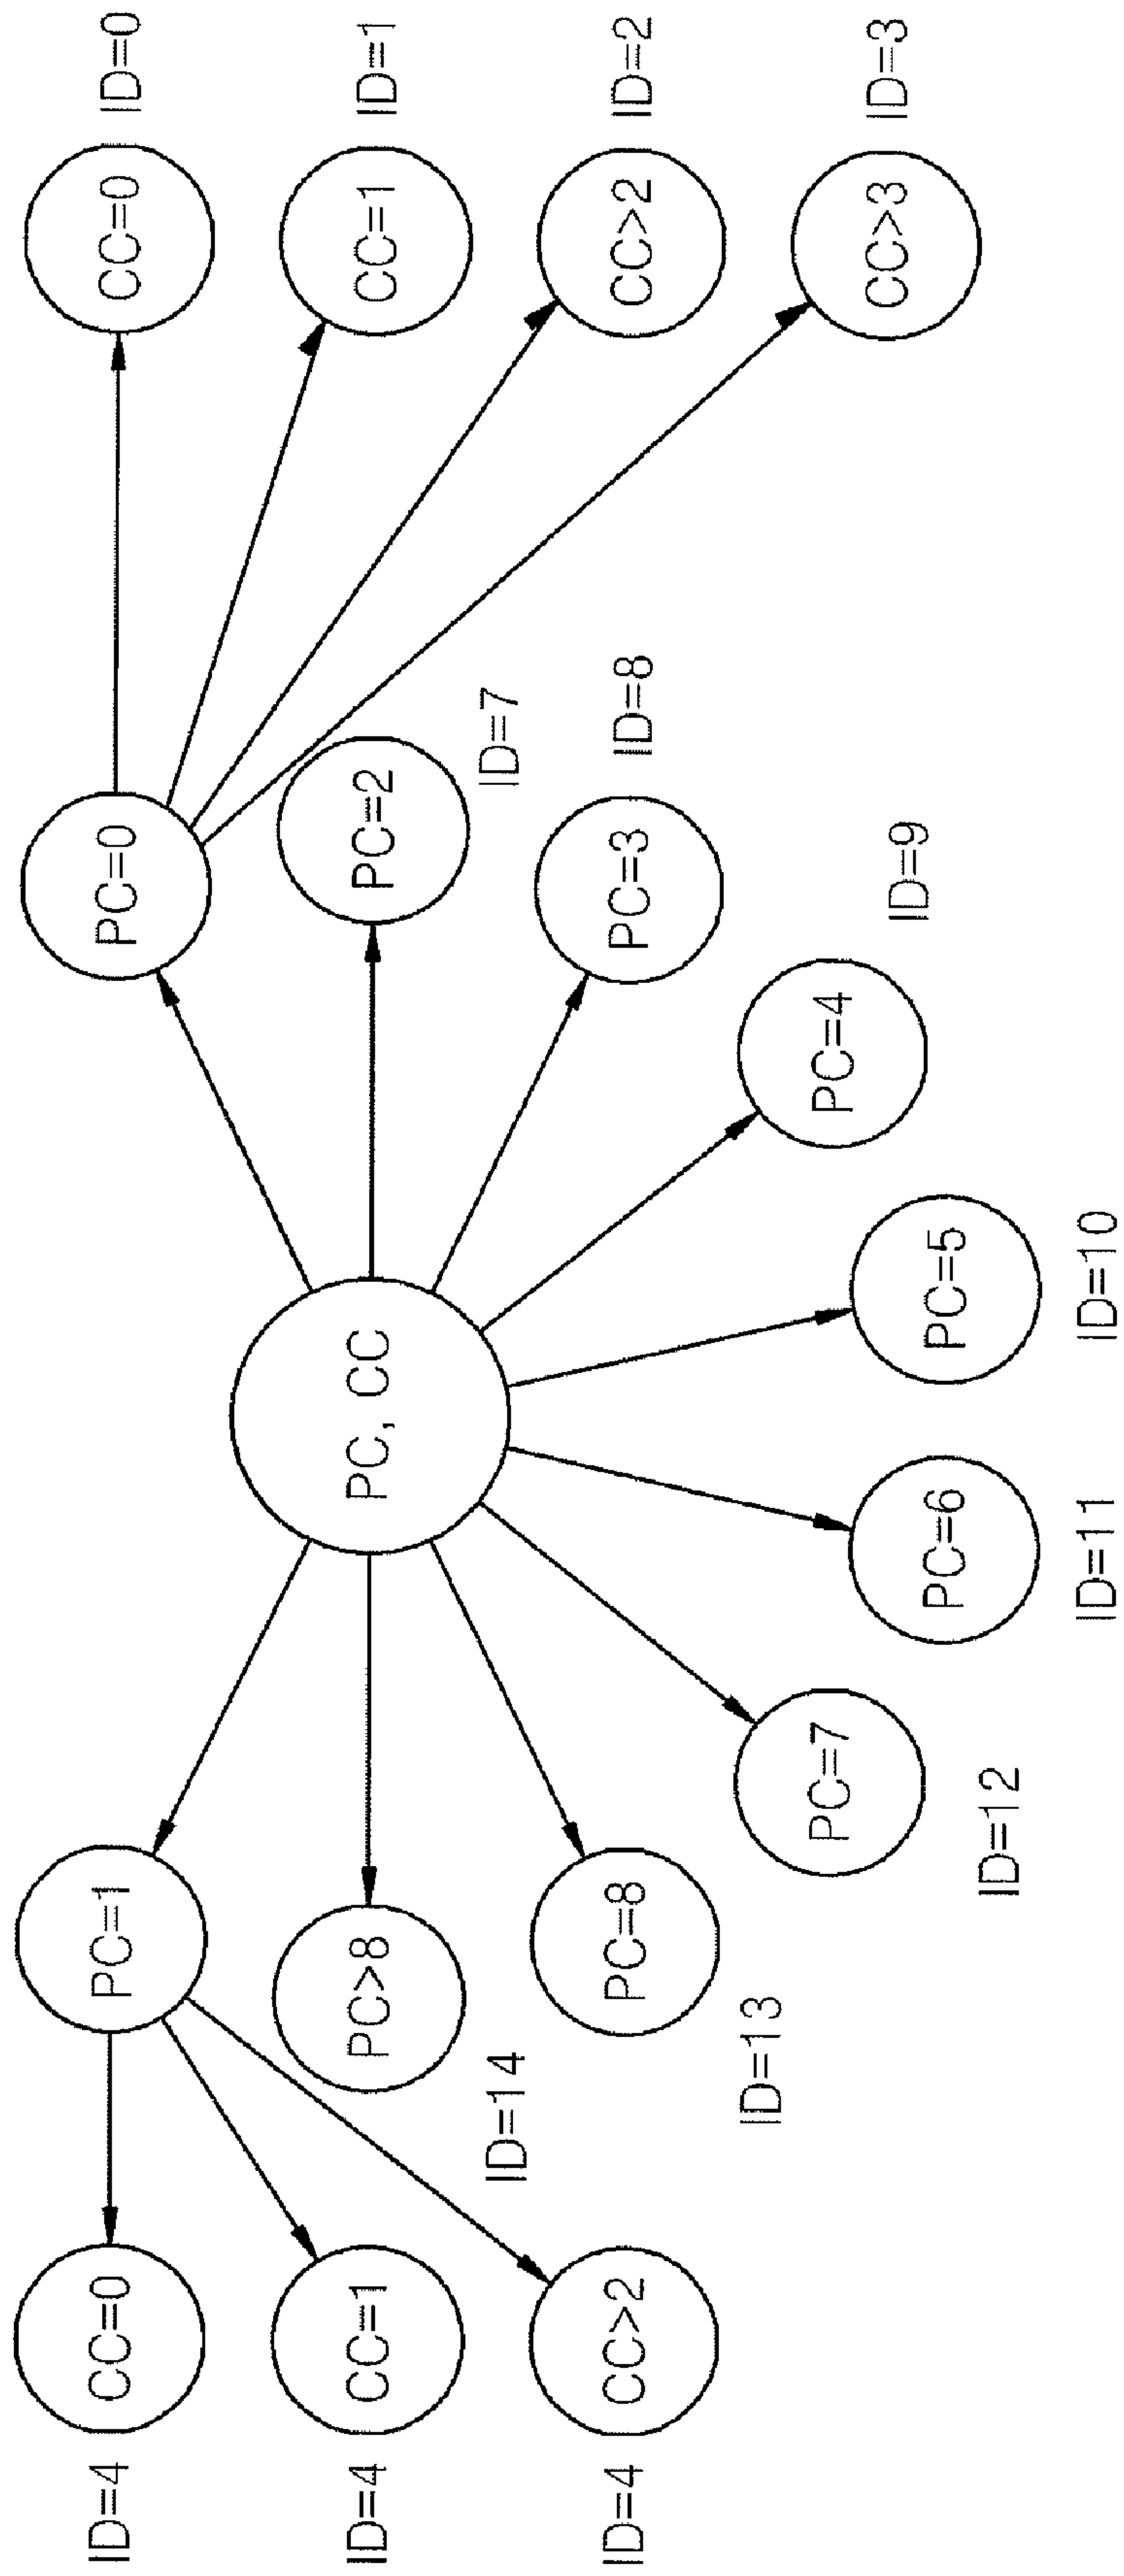 ID=4
CC=0
PC=1
PC=0
CC=0
ID=0
ID=4
CC=1
PC>8
ID=14
PC, CC
PC=2
ID=7
CC=1
ID=1
ID=4
CC>2
PC=8
ID=13
PC=3
ID=8
CC>2
ID=2
PC=7
ID=12
PC=4
ID=9
CC>3
ID=3
PC=6
ID=11
PC=5
ID=10